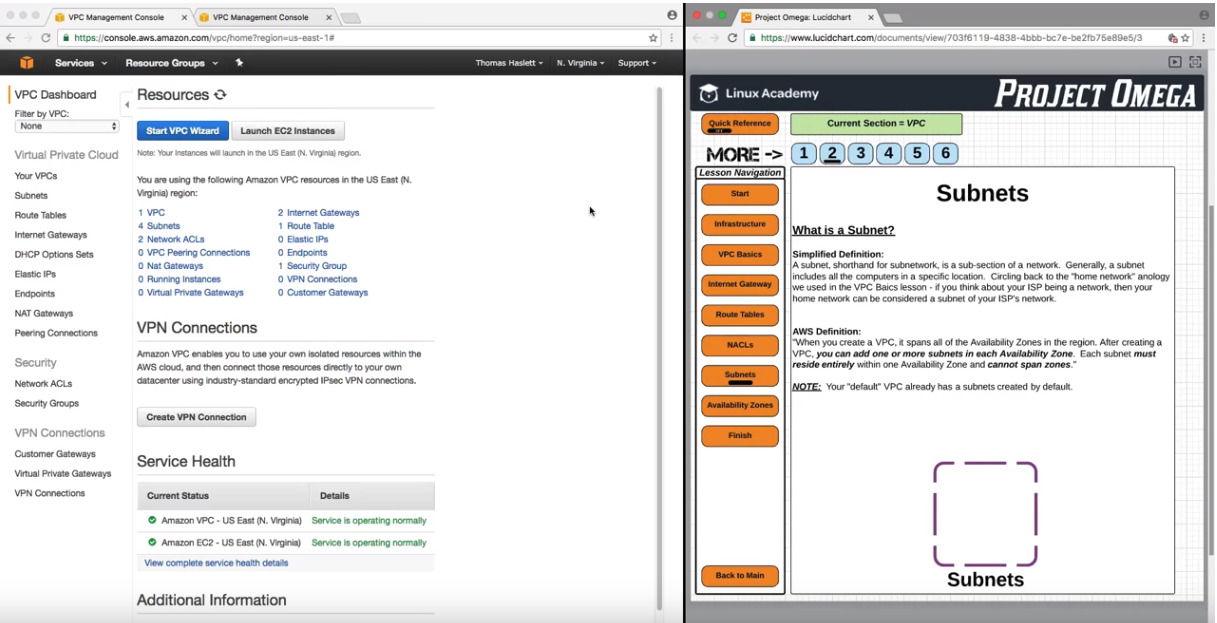 VPC Management Console
VPC Management Console
https://console.aws.amazon.com/vpc/home?region=us-east-1#
Services
Resource Groups
Thomas Haslett
N. Virginia
Support
VPC Dashboard
Filter by VPC:
None
Virtual Private Cloud
Your VPCs
Subnets
Route Tables
Internet Gateways
DHCP Options Sets
Elastic IPs
Endpoints
NAT Gateways
Peering Connections
Security
Network ACLs
Security Groups
VPN Connections
Customer Gateways
Virtual Private Gateways
VPN Connections
Resources
Start VPC Wizard
Launch EC2 Instances
Note: Your Instances will launch in the US East (N. Virginia) region.
You are using the following Amazon VPC resources in the US East (N.
Virginia) region:
1 VPC
2 Internet Gateways
4 Subnets
1 Route Table
2 Network ACLs
0 Elastic IPs
0 VPC Peering Connections
0 Endpoints
0 Nat Gateways
1 Security Group
0 Running Instances
0 VPN Connections
0 Virtual Private Gateways
0 Customer Gateways
VPN Connections
Amazon VPC enables you to use your own isolated resources within the
AWS cloud, and then connect those resources directly to your own
datacenter using industry-standard encrypted IPsec VPN connections.
Create VPN Connection
Service Health
Current Status
Details
Amazon VPC - US East (N. Virginia)
Service is operating normally
Amazon EC2 - US East (N. Virginia)
Service is operating normally
View complete service health details
Additional Information
Project Omega: Lucidchart
https://www.lucidchart.com/documents/view/703f6119-4838-4bbb-bc7e-be2fb75e89e5/3
Linux Academy
PROJECT OMEGA
Quick Reference
Current Section = VPC
MORE ->
1
2
3
4
5
6
Lesson Navigation
Start
Infrastructure
VPC Basics
Internet Gateway
Route Tables
NACLs
Subnets
Availability Zones
Finish
Back to Main
Subnets
What is a Subnet?
Simplified Definition:
A subnet, shorthand for subnetwork, is a sub-section of a network. Generally, a subnet
includes all the computers in a specific location. Circling back to the "home network" anology
we used in the VPC Baics lesson - if you think about your ISP being a network, then your
home network can be considered a subnet of your ISP's network.
AWS Definition:
"When you create a VPC, it spans all of the Availability Zones in the region. After creating a
VPC, you can add one or more subnets in each Availability Zone. Each subnet must
reside entirely within one Availability Zone and cannot span zones."
NOTE: Your "default" VPC already has a subnets created by default.
Subnets